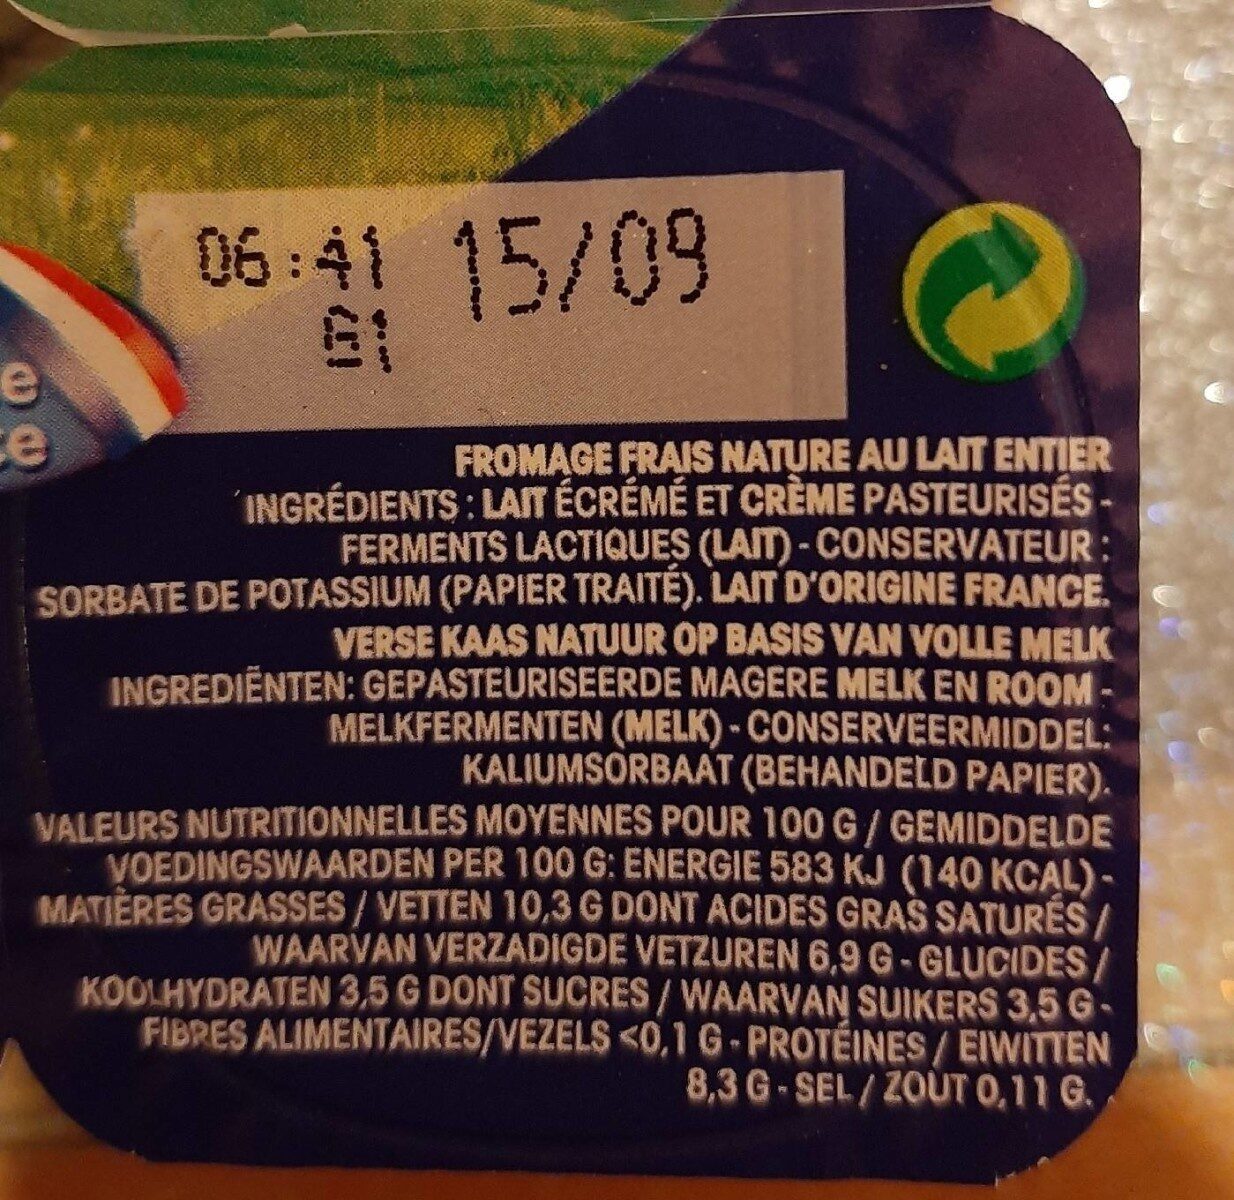 06:41 15/09
B1
e
te
FROMAGE FRAIS NATURE AU LAIT ENTIER
INGRÉDIENTS : LAIT ÉCRÉMÉ ET CRÈME PASTEURISÉS -
FERMENTS LACTIQUES (LAIT) - CONSERVATEUR :
SORBATE DE POTASSIUM (PAPIER TRAITÉ). LAIT D'ORIGINE FRANCE.
VERSE KAAS NATUUR OP BASIS VAN VOLLE MELK
INGREDIËNTEN: GEPASTEURISEERDE MAGERE MELK EN ROOM -
MELKFERMENTEN (MELK) - CONSERVEERMIDDEL:
KALIUMSORBAAT (BEHANDELD PAPIER).
VALEURS NUTRITIONNELLES MOYENNES POUR 100 G / GEMIDDELDE
VOEDINGSWAARDEN PER 100 G: ENERGIE 583 KJ (140 KCAL) -
MATIÈRES GRASSES / VETTEN 10,3 G DONT ACIDES GRAS SATURÉS /
WAARVAN VERZADIGDE VETZUREN 6,9 G - GLUCIDES /
KOOLHYDRATEN 3,5 G DONT SUCRES / WAARVAN SUIKERS 3,5 G -
FIBRES ALIMENTAIRES/VEZELS <0,1 G - PROTÉINES / EIWITTEN
8,3 G - SEL / ZOUT 0,11 G.